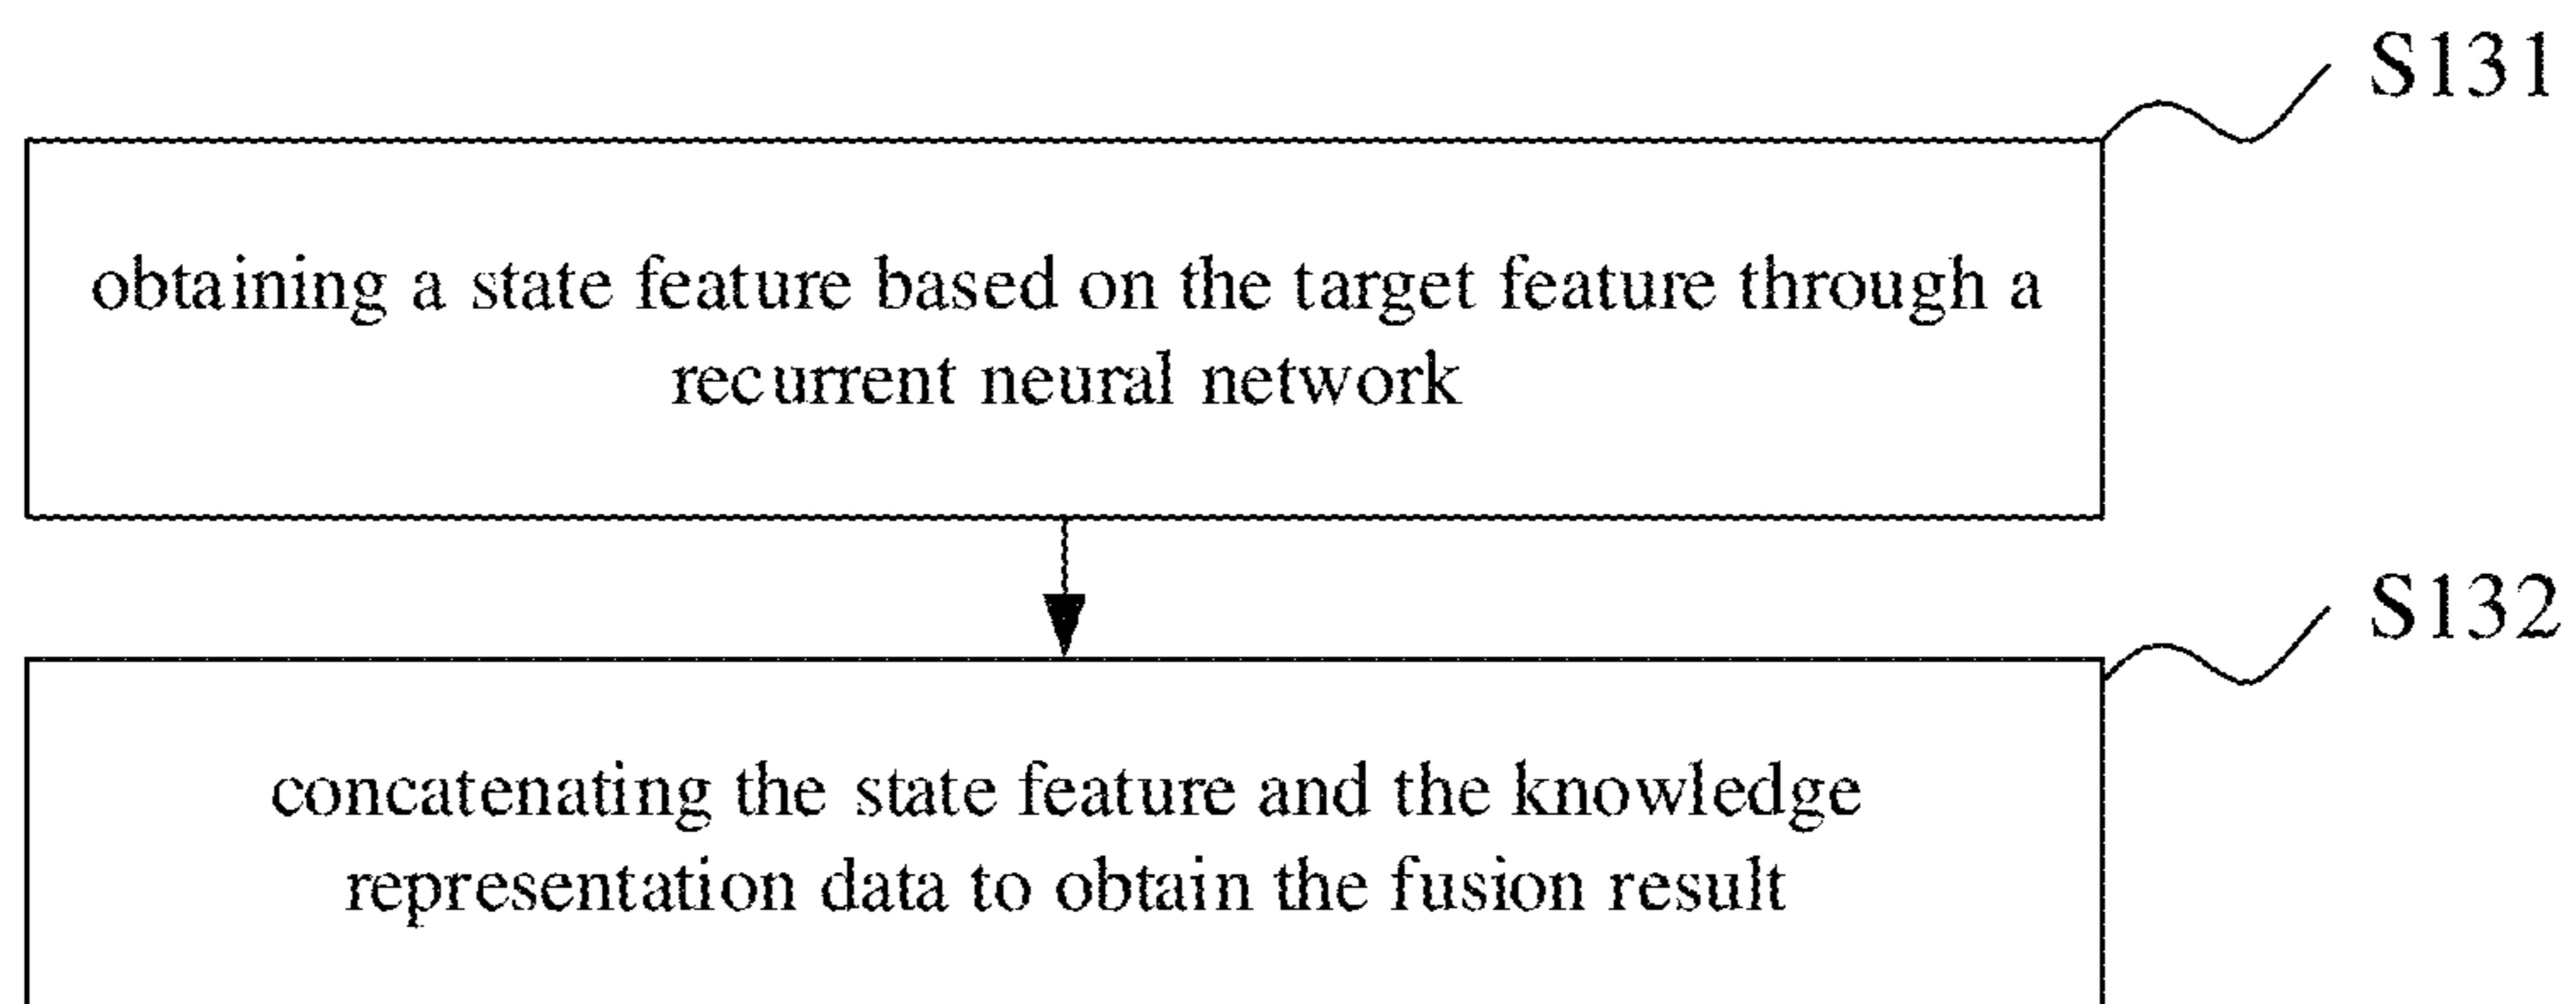 S131
obtaining a state feature based on the target feature through a
recurrent neural network
S132
concatenating the state feature and the knowledge
representation data to obtain the fusion result